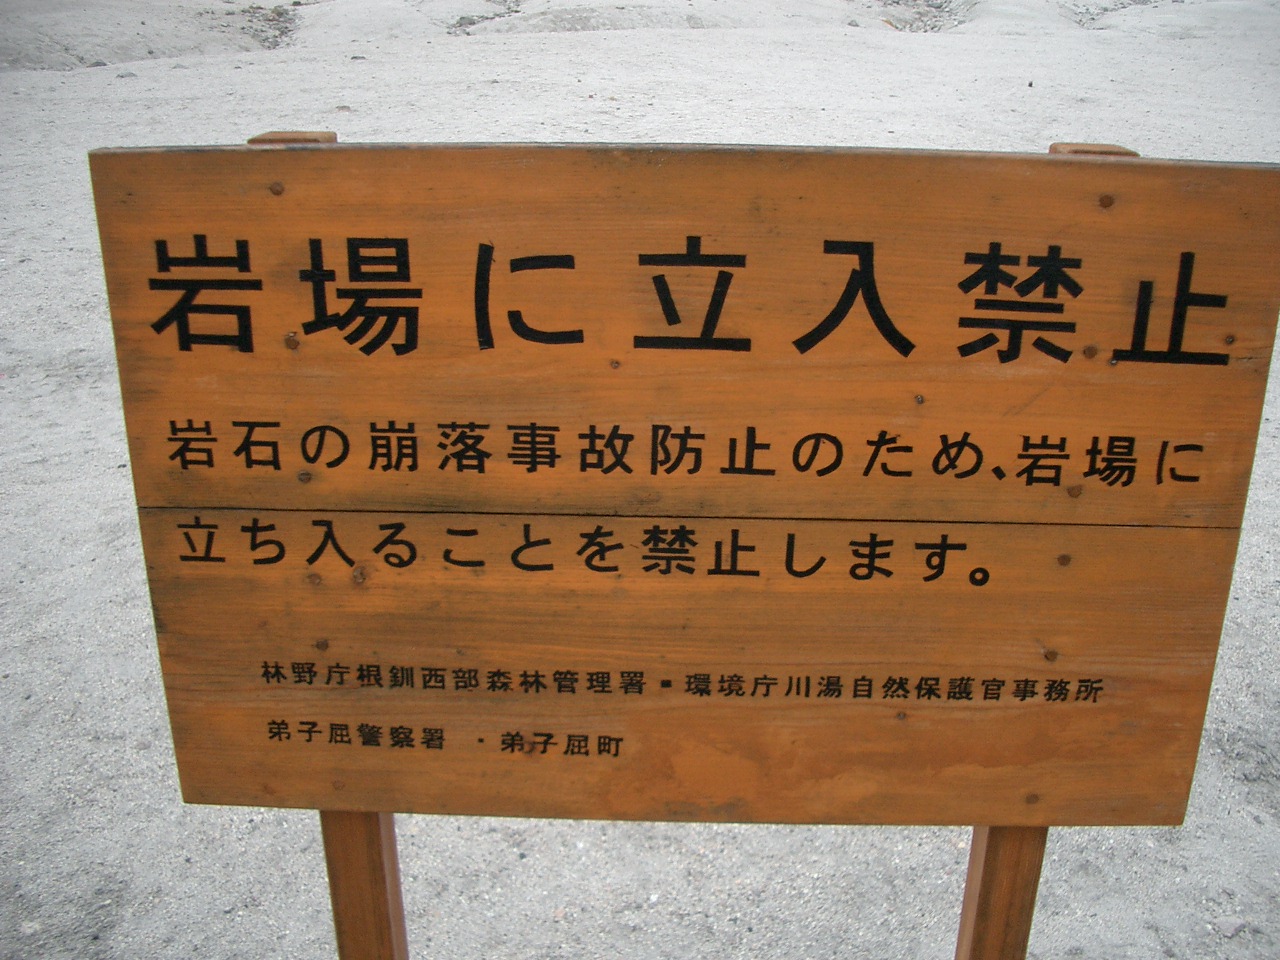 岩場に立入禁止
岩石の崩落事故防止のため、岩場に
立ち入ることを禁止します。
林野庁根釧西部森林管理署・環境庁川湯自然保護官事務所
弟子屈警察署・弟子屈町